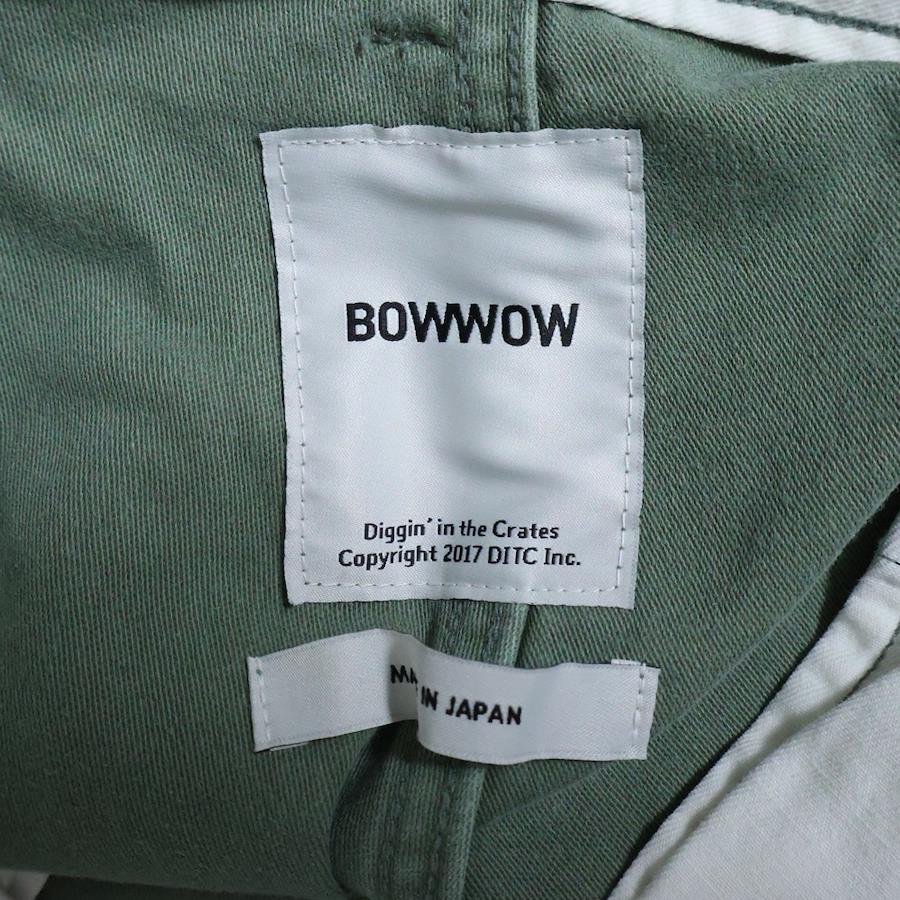 BOWWOW
Diggin' in the Crates
Copyright 2017 DITC Inc.
IN JAPAN